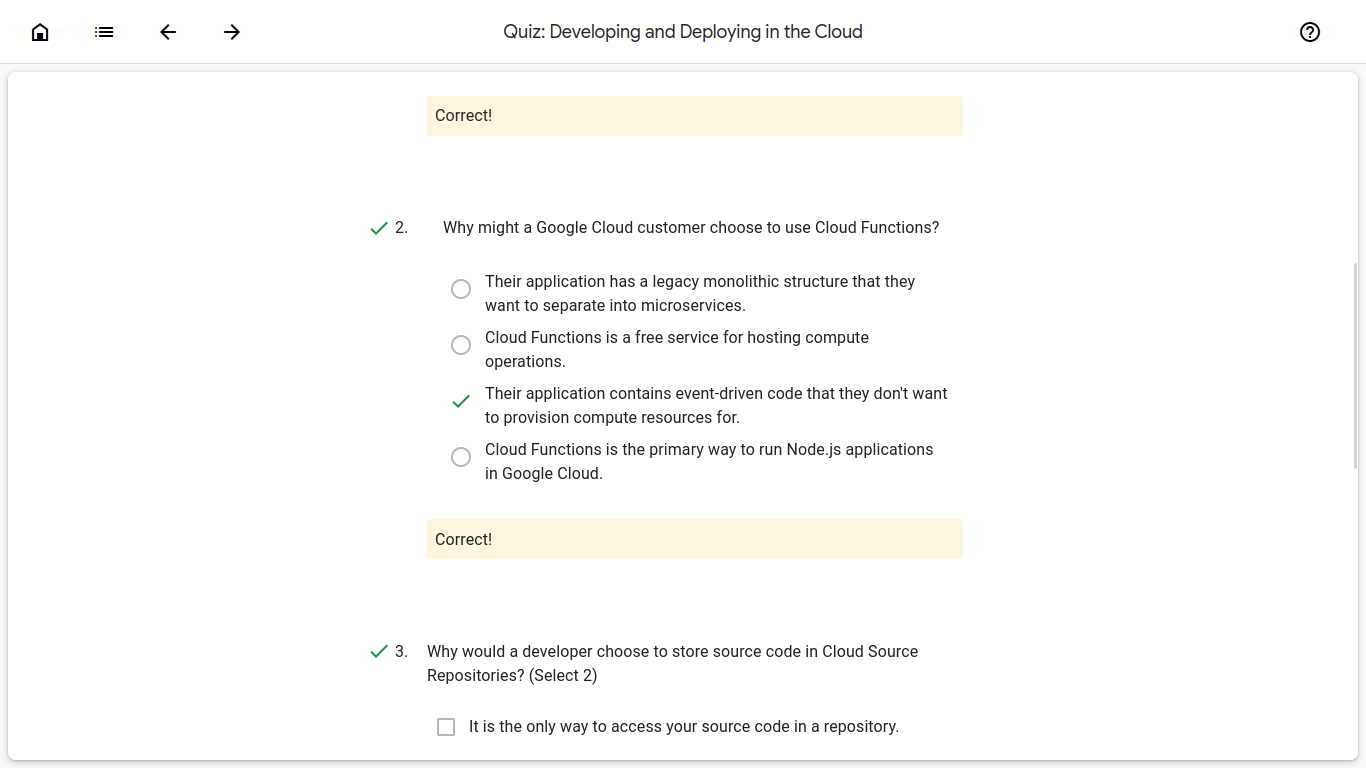 Quiz: Developing and Deploying in the Cloud
Correct!
2. Why might a Google Cloud customer choose to use Cloud Functions?
Their application has a legacy monolithic structure that they
want to separate into microservices.
Cloud Functions is a free service for hosting compute
operations.
Their application contains event-driven code that they don't want
to provision compute resources for.
Cloud Functions is the primary way to run Node.js applications
in Google Cloud.
Correct!
3. Why would a developer choose to store source code in Cloud Source
Repositories? (Select 2)
It is the only way to access your source code in a repository.